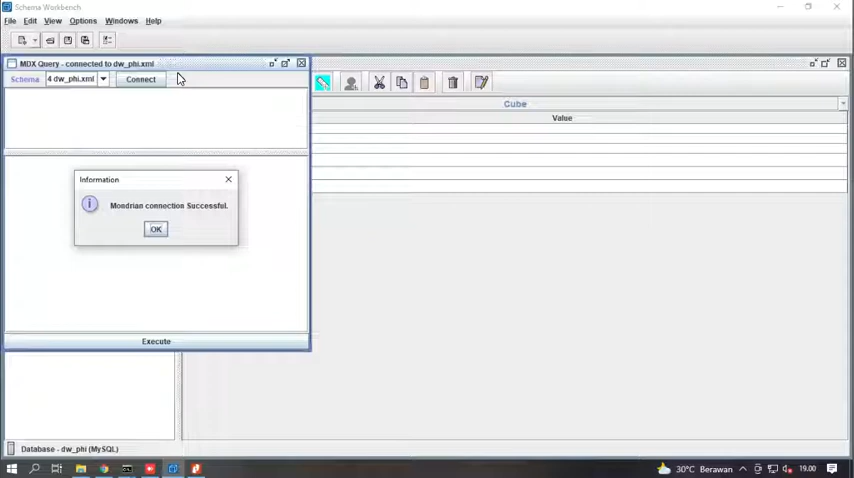 Schema Workbench
File Edit View Options Windows Help
MDX Query - connected to dw_phi.xml
Schema 4 dw_phi.xml Connect
Cube
Value
Information
Mondrian connection Successful.
OK
Execute
Database - dw_phi (MySQL)
30°C Berawan 19.00